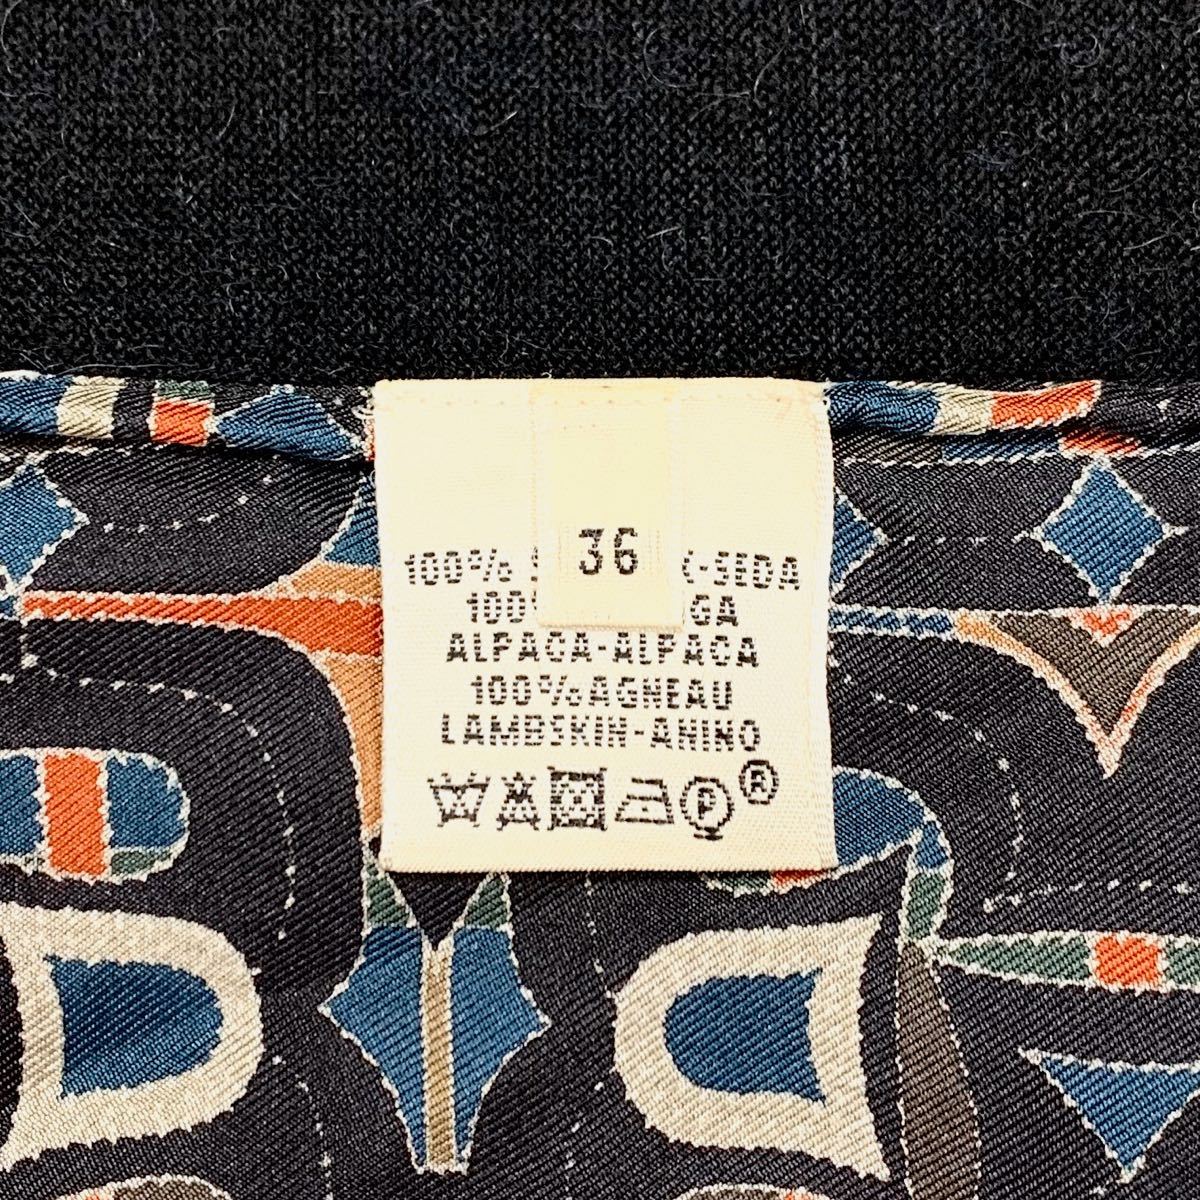 36
100% -SEDA
100 GA
ALPACA-ALPACA
100% AGNEAU
LAMBSKIN-ANINO
P ®